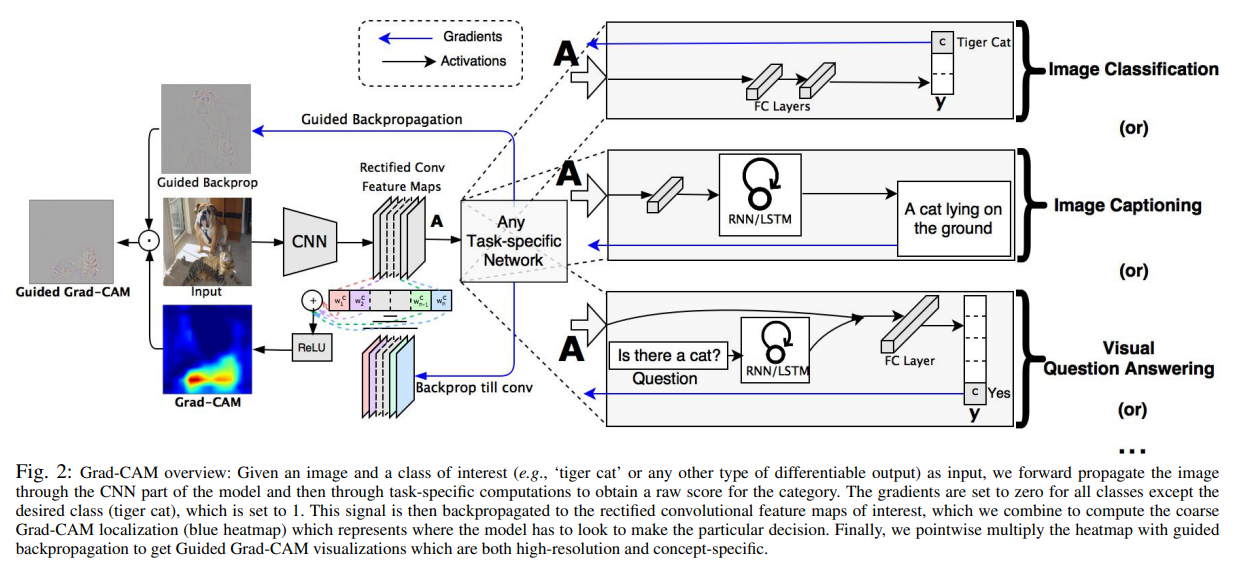 Gradients
Activations
A
C Tiger Cat
FC Layers
y
Image Classification
(or)
Guided Backpropagation
Guided Backprop
Rectified Conv
Feature Maps
A
Any
Task-specific
Network
CNN
Input
Guided Grad-CAM
+
w₁ᶜ w₂ᶜ wₙ₋₁ᶜ wₙᶜ
ReLU
Grad-CAM
Backprop till conv
A
RNN/LSTM
A cat lying on
the ground
Image Captioning
(or)
A
Is there a cat?
Question
RNN/LSTM
FC Layer
C Yes
y
Visual
Question Answering
(or)
...
Fig. 2: Grad-CAM overview: Given an image and a class of interest (e.g., ‘tiger cat’ or any other type of differentiable output) as input, we forward propagate the image
through the CNN part of the model and then through task-specific computations to obtain a raw score for the category. The gradients are set to zero for all classes except the
desired class (tiger cat), which is set to 1. This signal is then backpropagated to the rectified convolutional feature maps of interest, which we combine to compute the coarse
Grad-CAM localization (blue heatmap) which represents where the model has to look to make the particular decision. Finally, we pointwise multiply the heatmap with guided
backpropagation to get Guided Grad-CAM visualizations which are both high-resolution and concept-specific.